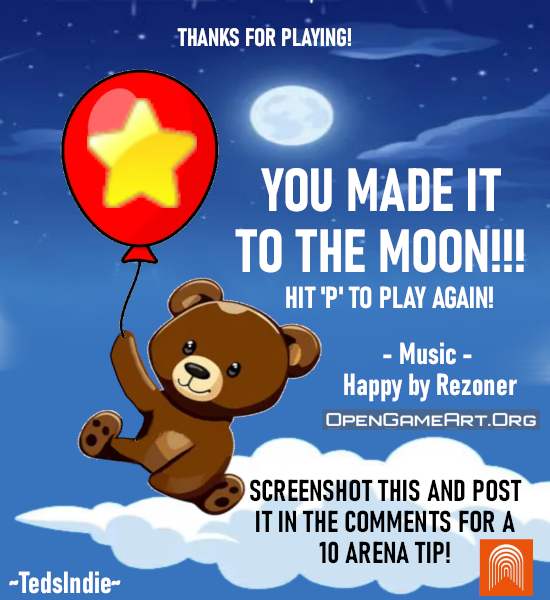 THANKS FOR PLAYING!
YOU MADE IT
TO THE MOON!!!
HIT 'P' TO PLAY AGAIN!
- Music -
Happy by Rezoner
OPENGAMEART.ORG
SCREENSHOT THIS AND POST
IT IN THE COMMENTS FOR A
10 ARENA TIP!
~TedsIndie~